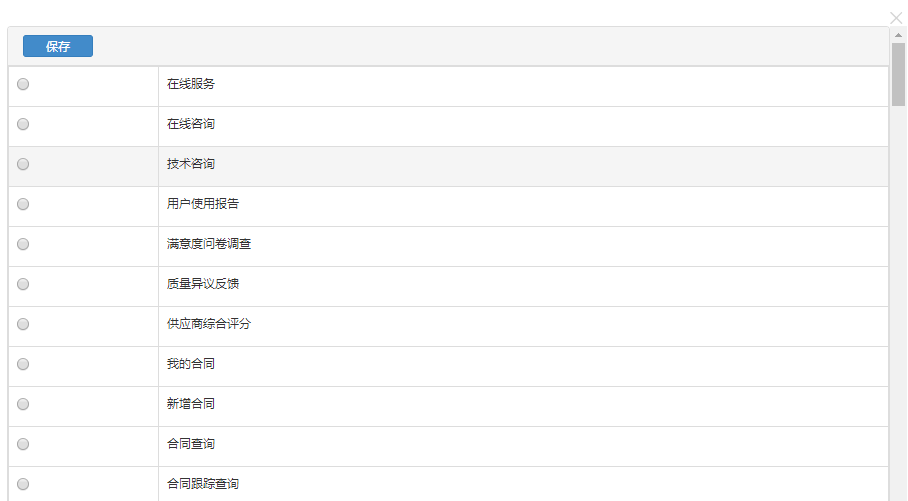 保存
在线服务
在线咨询
技术咨询
用户使用报告
满意度问卷调查
质量异议反馈
供应商综合评分
我的合同
新增合同
合同查询
合同跟踪查询